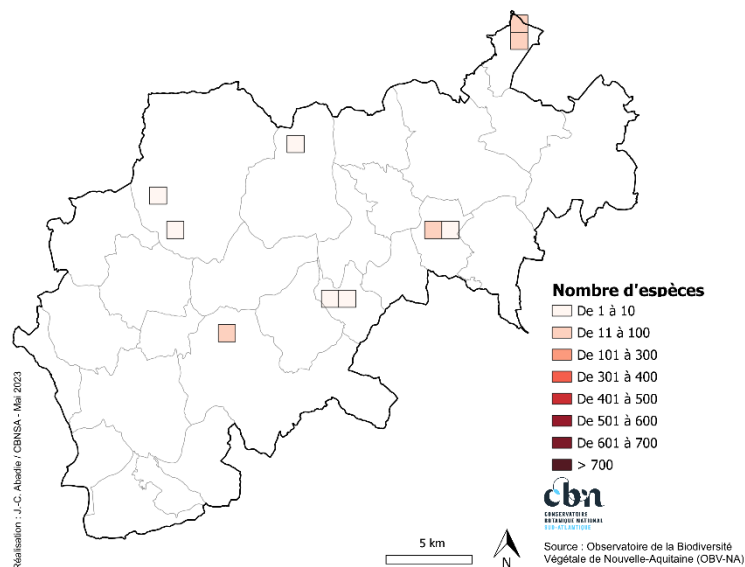 Nombre d'espèces
De 1 à 10
De 11 à 100
De 101 à 300
De 301 à 400
De 401 à 500
De 501 à 600
De 601 à 700
> 700
Réalisation : J.-C. Abadie / CBNSA - Mai 2023
cbn
CONSERVATOIRE
BOTANIQUE NATIONAL
SUD-ATLANTIQUE
5 km
N
Source : Observatoire de la Biodiversité
Végétale de Nouvelle-Aquitaine (OBV-NA)